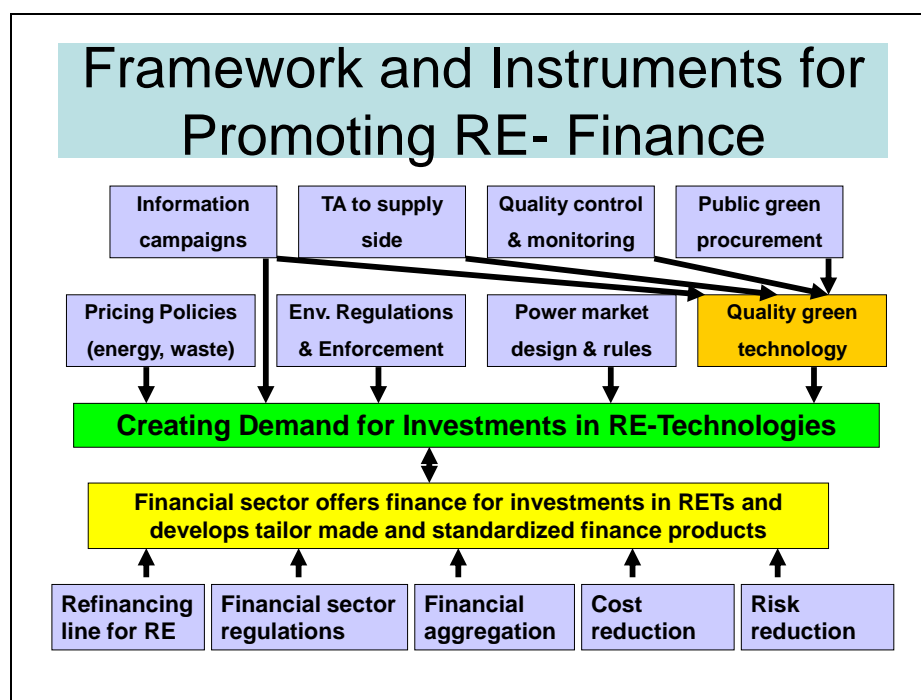 Framework and Instruments for
Promoting RE- Finance
Information
campaigns
TA to supply
side
Quality control
& monitoring
Public green
procurement
Pricing Policies
(energy, waste)
Env. Regulations
& Enforcement
Power market
design & rules
Quality green
technology
Creating Demand for Investments in RE-Technologies
Financial sector offers finance for investments in RETs and
develops tailor made and standardized finance products
Refinancing
line for RE
Financial sector
regulations
Financial
aggregation
Cost
reduction
Risk
reduction